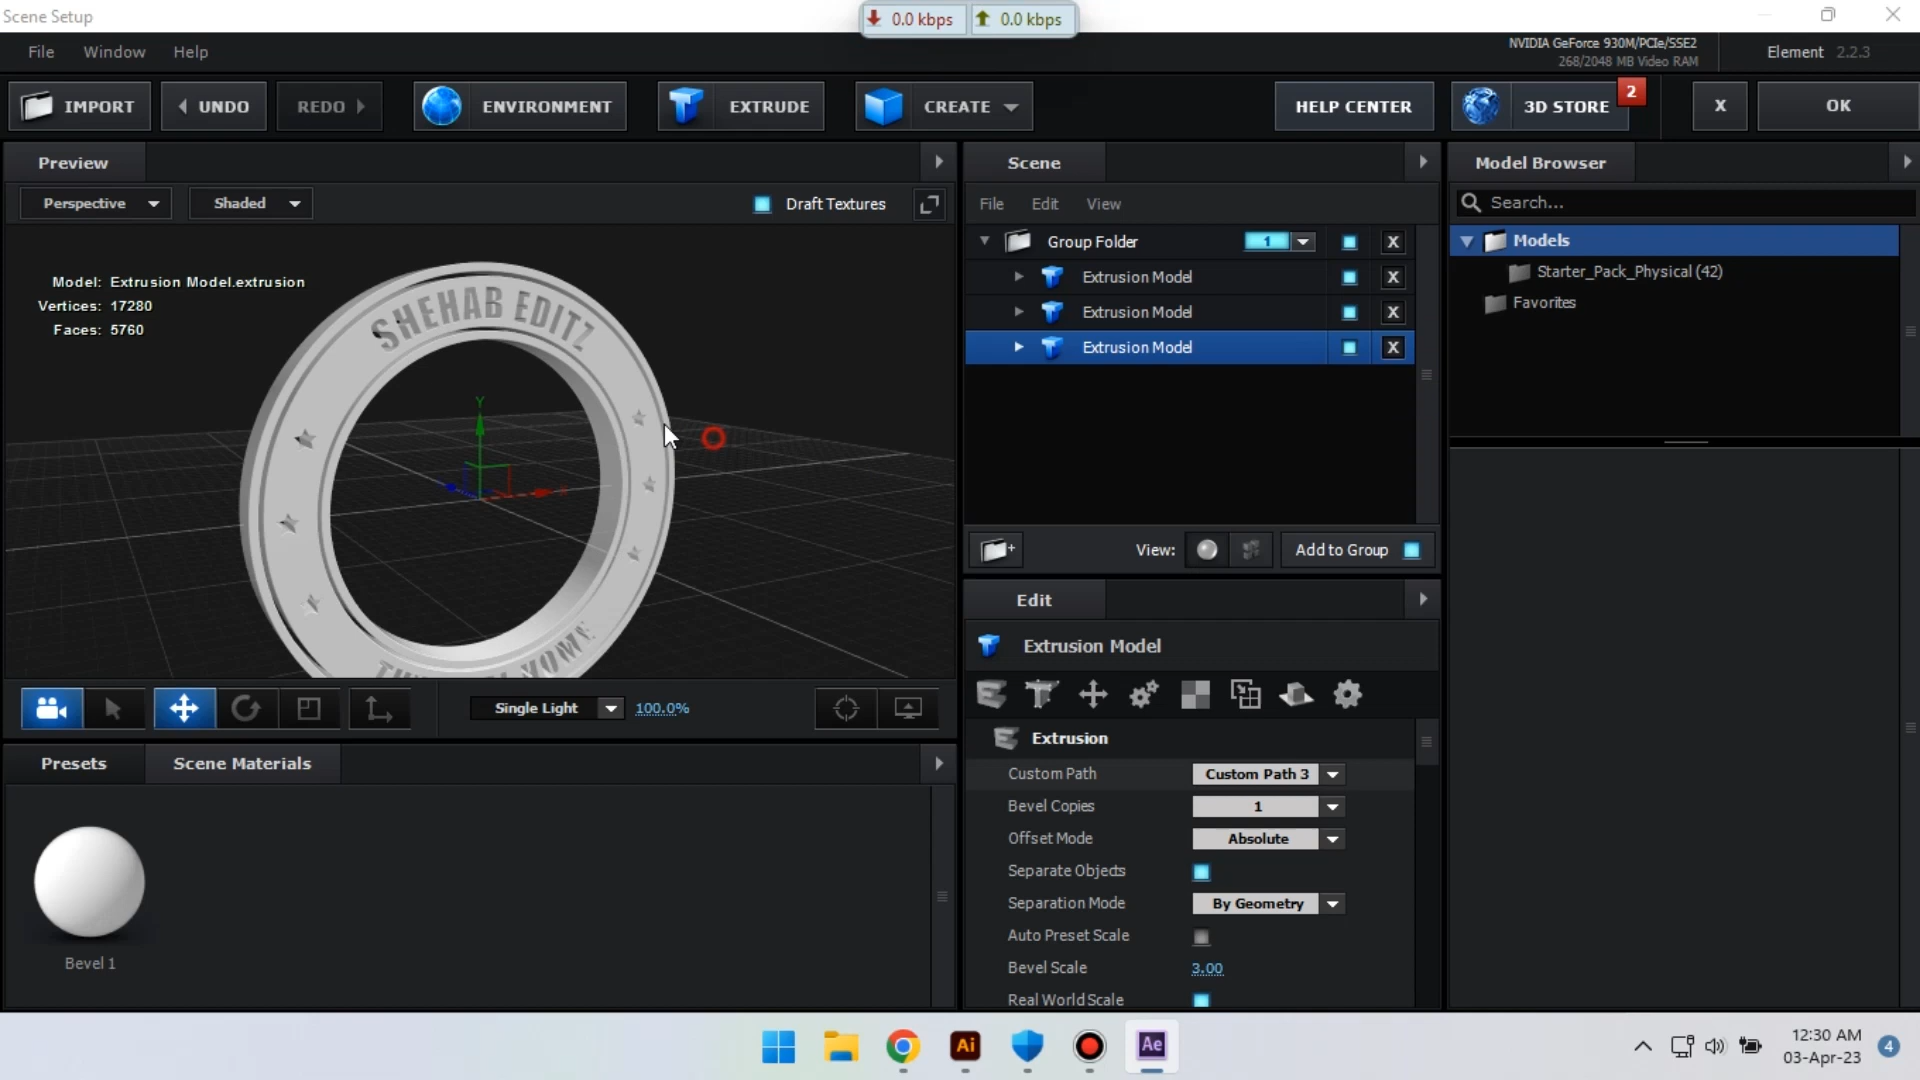 Scene Setup
0.0 kbps 0.0 kbps
File Window Help
NVIDIA GeForce 930M/PCIe/SSE2
268/2048 MB Video RAM
Element 2.2.3
IMPORT UNDO REDO ENVIRONMENT EXTRUDE CREATE HELP CENTER 3D STORE 2 X OK
Preview
Perspective Shaded Draft Textures
Model: Extrusion Model.extrusion
Vertices: 17280
Faces: 5760
SHEHAB EDITZ
Y
X
Single Light 100.0%
Presets Scene Materials
Bevel 1
Scene
File Edit View
Group Folder 1 X
Extrusion Model X
Extrusion Model X
Extrusion Model X
View: Add to Group
Edit
Extrusion Model
Extrusion
Custom Path Custom Path 3
Bevel Copies 1
Offset Mode Absolute
Separate Objects
Separation Mode By Geometry
Auto Preset Scale
Bevel Scale 3.00
Real World Scale
Model Browser
Search...
Models
Starter_Pack_Physical (42)
Favorites
Ai Ae
12:30 AM
03-Apr-23
4